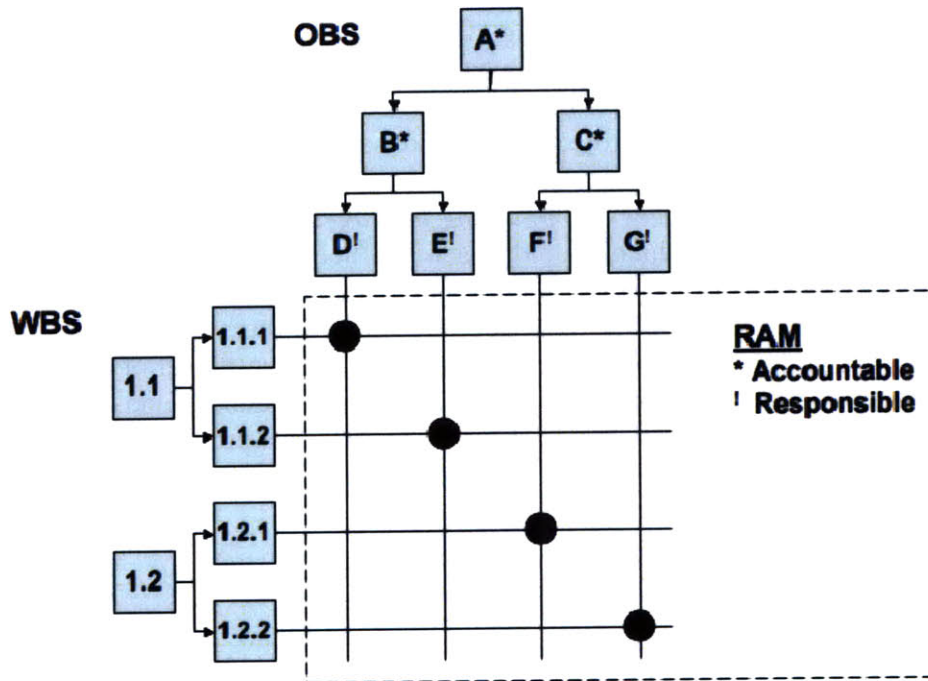 OBS
A*
B*
C*
D!
E!
F!
G!
WBS
1.1
1.1.1
1.1.2
1.2
1.2.1
1.2.2
RAM
* Accountable
! Responsible